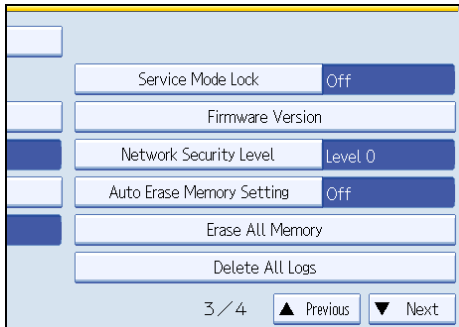 Service Mode Lock Off
Firmware Version
Network Security Level Level 0
Auto Erase Memory Setting Off
Erase All Memory
Delete All Logs
3/4 ▲ Previous ▼ Next